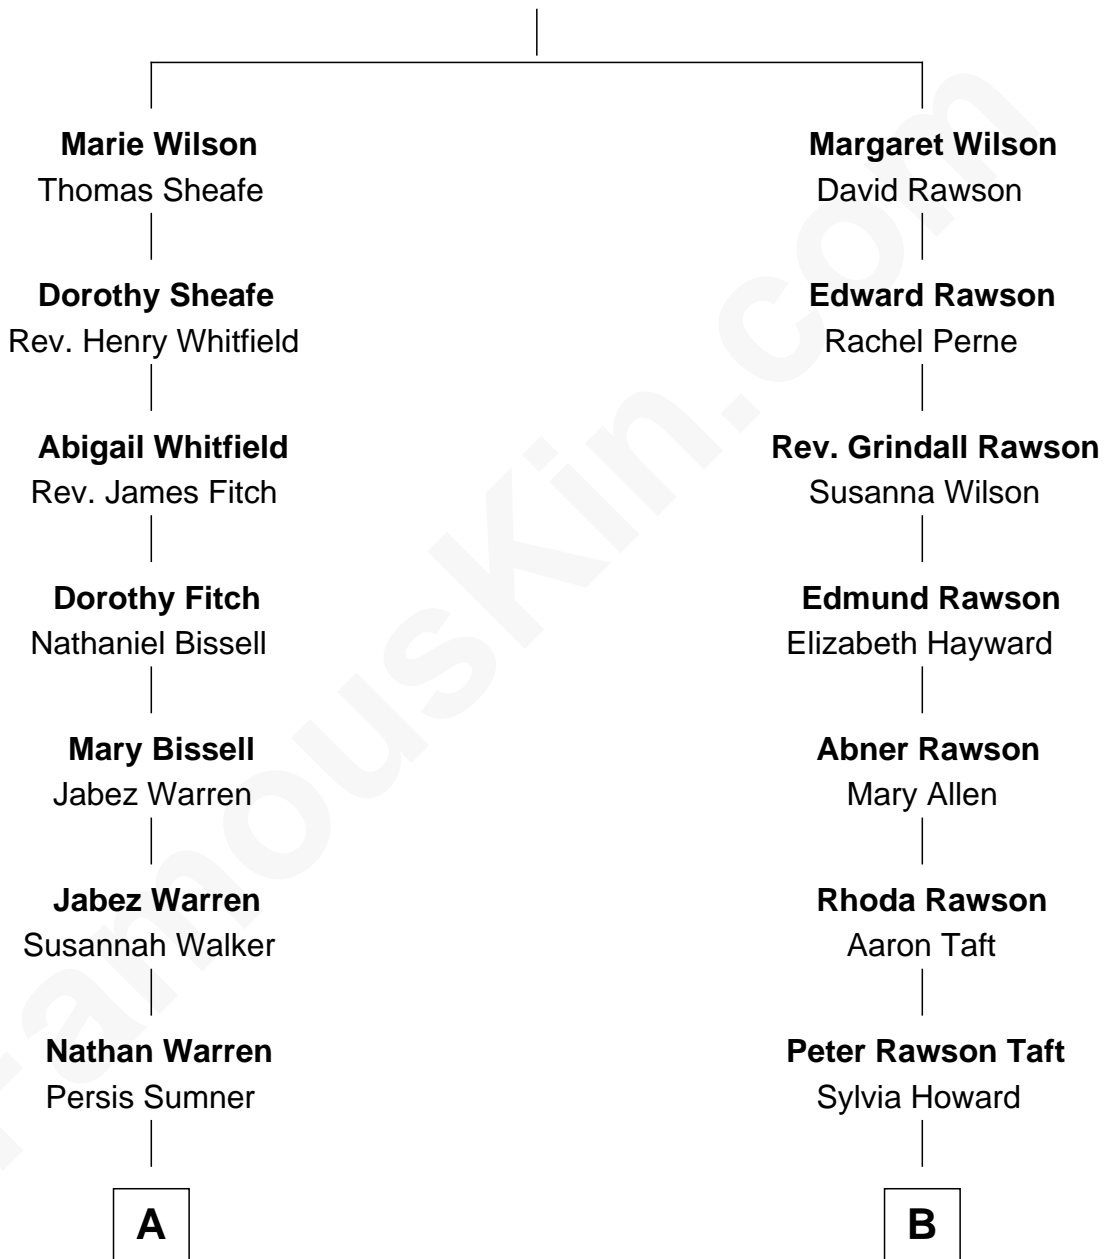 Marie Wilson
Thomas Sheafe
Dorothy Sheafe
Rev. Henry Whitfield
Abigail Whitfield
Rev. James Fitch
Dorothy Fitch
Nathaniel Bissell
Mary Bissell
Jabez Warren
Jabez Warren
Susannah Walker
Nathan Warren
Persis Sumner
A
Margaret Wilson
David Rawson
Edward Rawson
Rachel Perne
Rev. Grindall Rawson
Susanna Wilson
Edmund Rawson
Elizabeth Hayward
Abner Rawson
Mary Allen
Rhoda Rawson
Aaron Taft
Peter Rawson Taft
Sylvia Howard
B
FamousKin.com